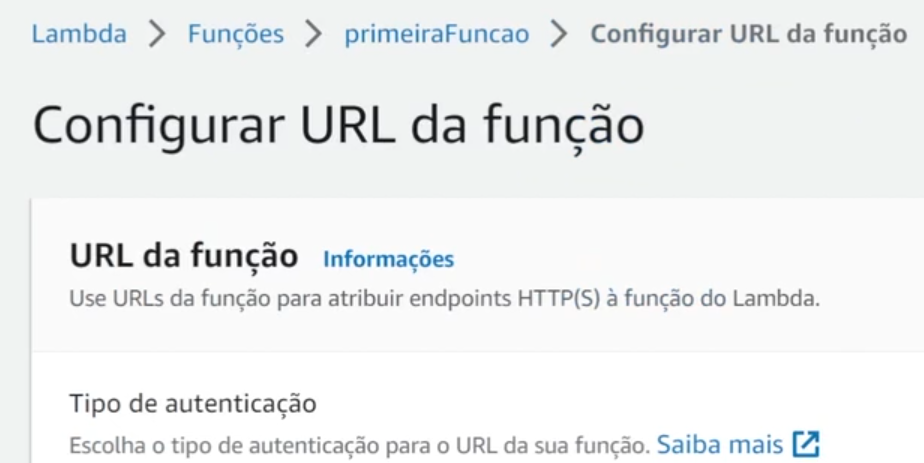 Lambda > Funções > primeiraFuncao > Configurar URL da função
Configurar URL da função
URL da função Informações
Use URLs da função para atribuir endpoints HTTP(S) à função do Lambda.
Tipo de autenticação
Escolha o tipo de autenticação para o URL da sua função. Saiba mais